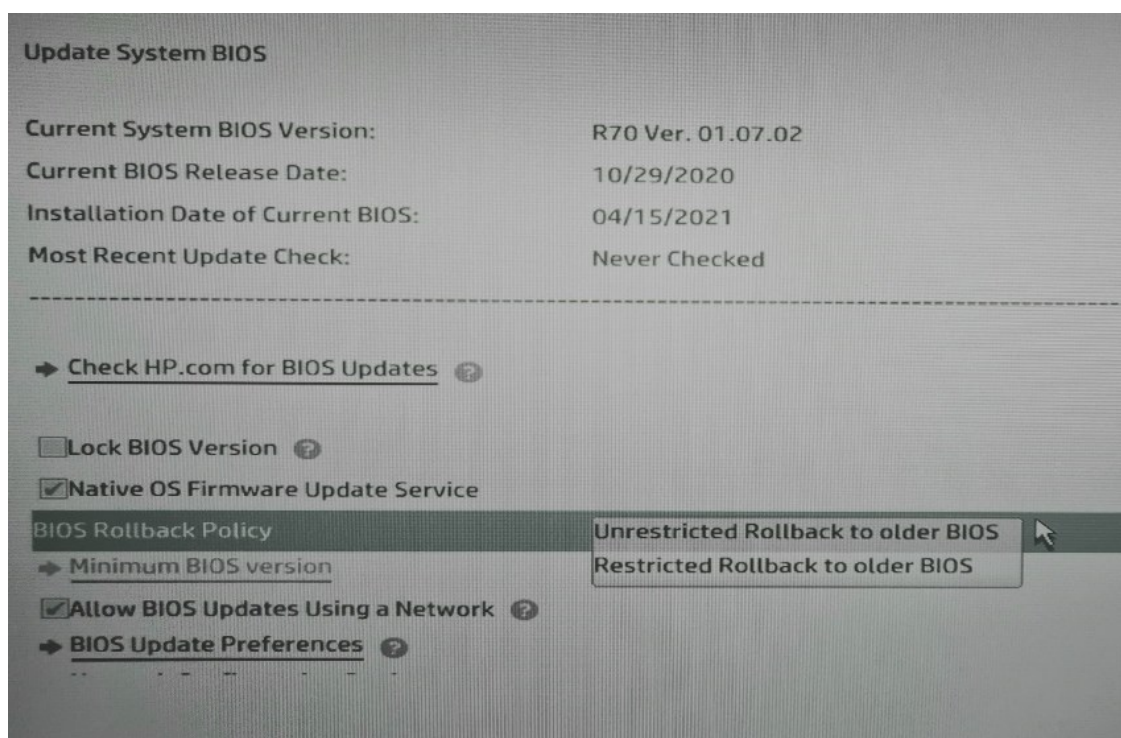 Update System BIOS
Current System BIOS Version: R70 Ver. 01.07.02
Current BIOS Release Date: 10/29/2020
Installation Date of Current BIOS: 04/15/2021
Most Recent Update Check: Never Checked
Check HP.com for BIOS Updates ?
Lock BIOS Version ?
Native OS Firmware Update Service
BIOS Rollback Policy Unrestricted Rollback to older BIOS
Minimum BIOS version Restricted Rollback to older BIOS
Allow BIOS Updates Using a Network ?
BIOS Update Preferences ?